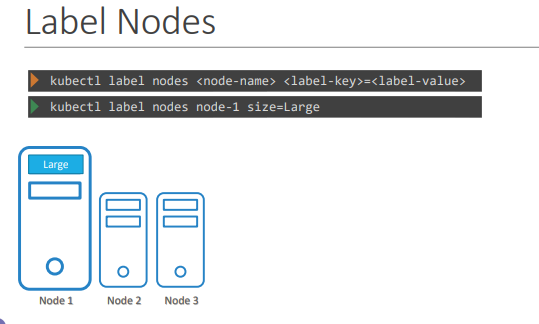 Label Nodes
kubectl label nodes <node-name> <label-key>=<label-value>
kubectl label nodes node-1 size=Large
Large
Node 1
Node 2
Node 3